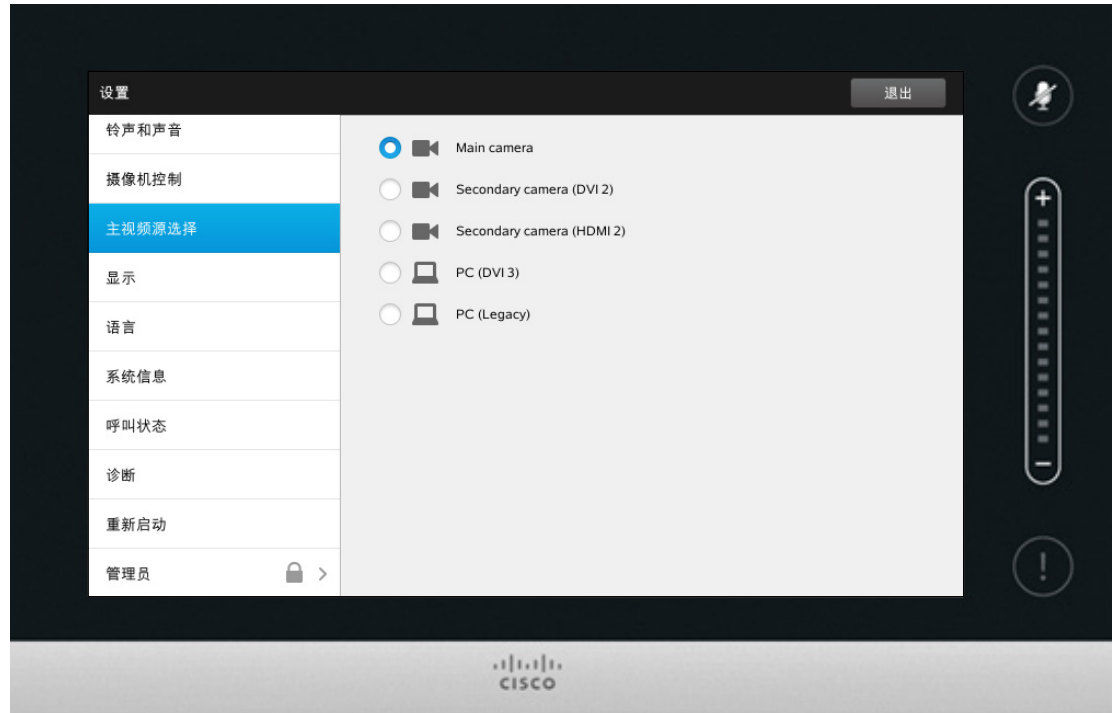 设置
退出
铃声和声音
摄像机控制
主视频源选择
显示
语言
系统信息
呼叫状态
诊断
重新启动
管理员
Main camera
Secondary camera (DVI 2)
Secondary camera (HDMI 2)
PC (DVI 3)
PC (Legacy)
CISCO